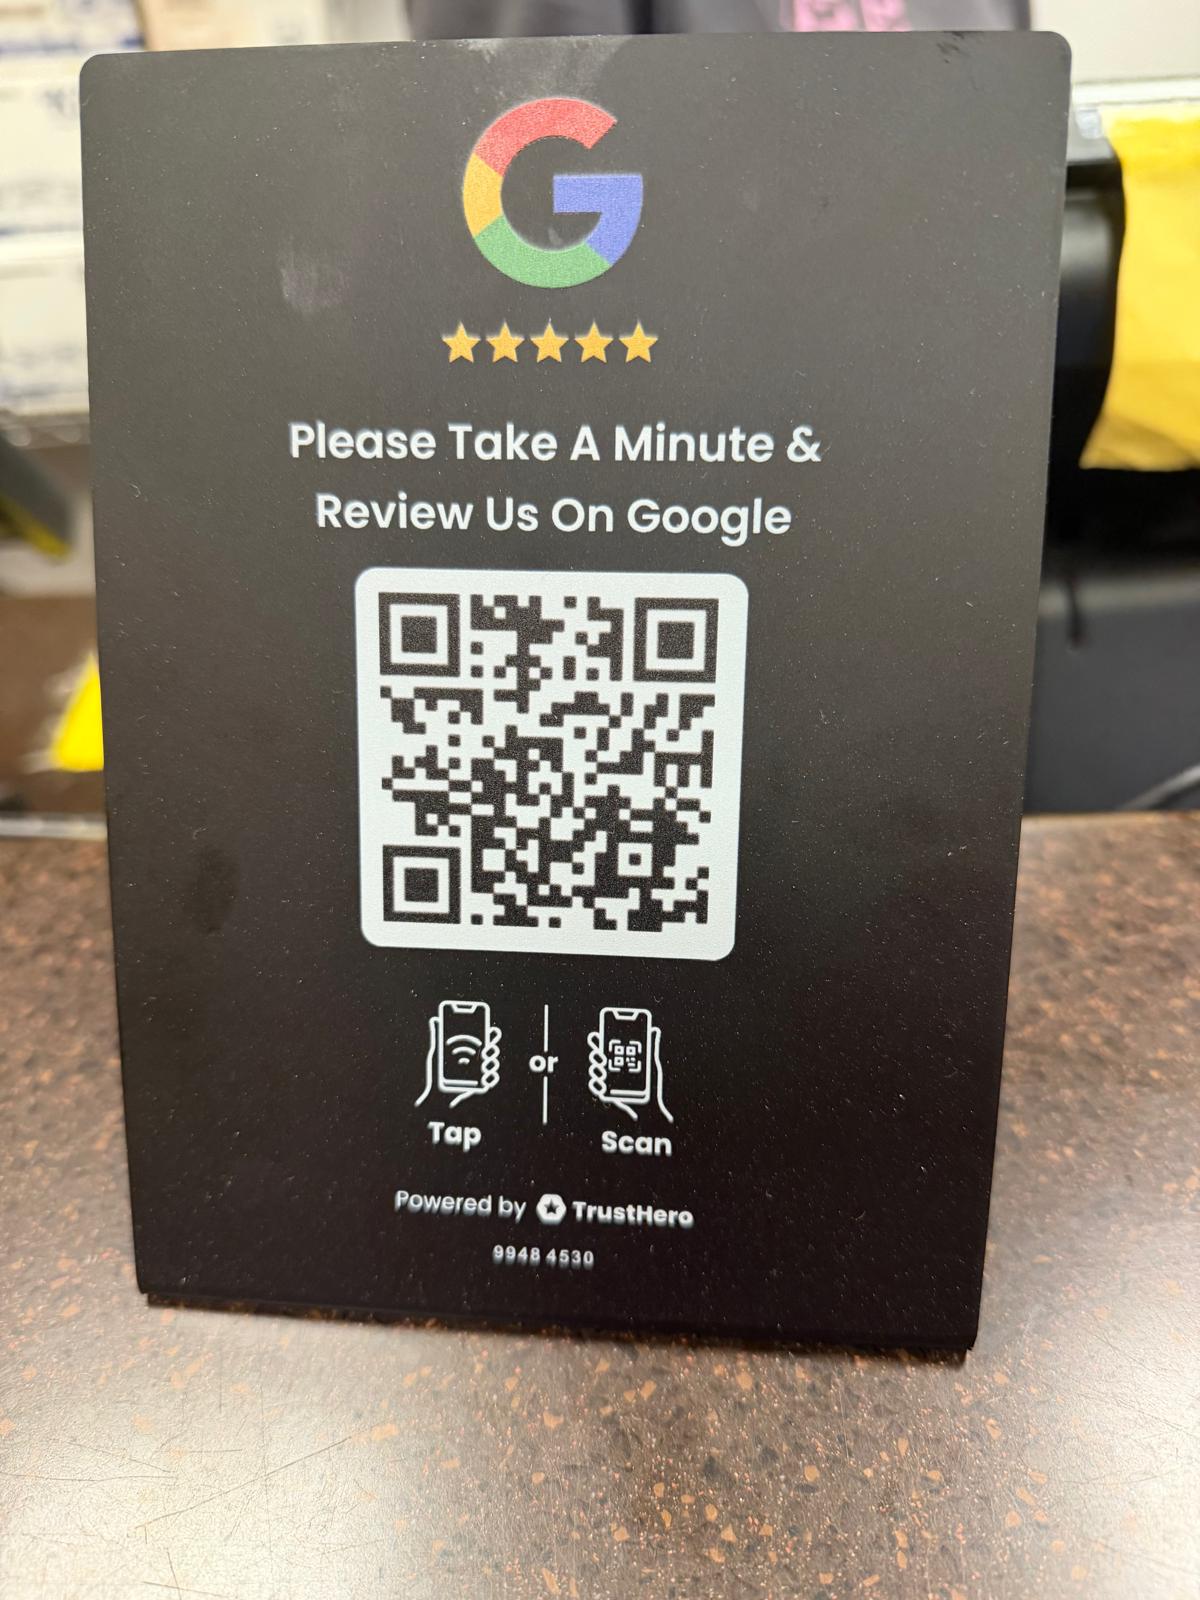 Please Take A Minute &
Review Us On Google
or
Tap
Scan
Powered by TrustHero
9948 4530